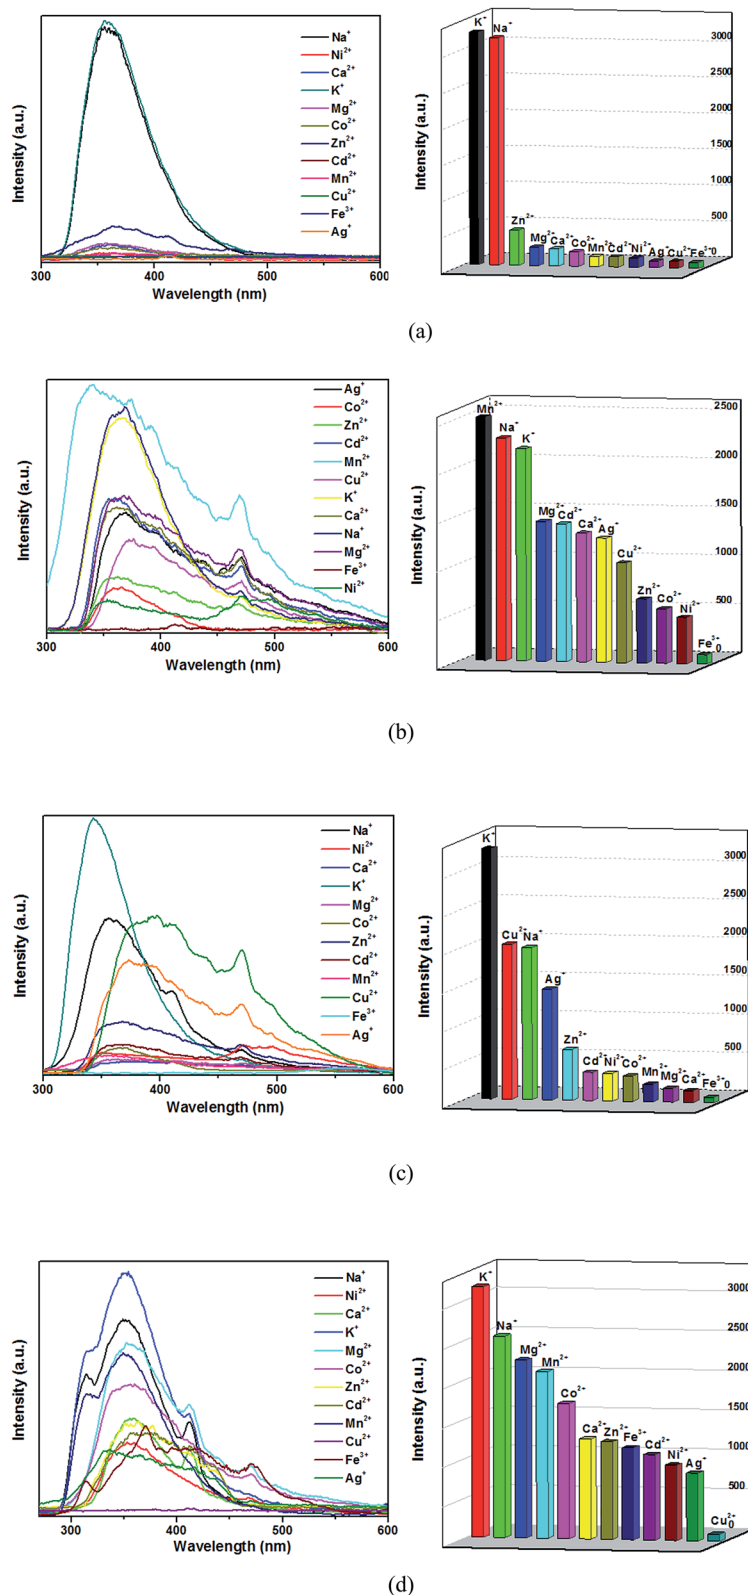 Intensity (a.u.)
Na+
Ni2+
Ca2+
K+
Mg2+
Co2+
Zn2+
Cd2+
Mn2+
Cu2+
Fe3+
Ag+
300 400 500 600
Wavelength (nm)
Intensity (a.u.)
K+ Na+ Zn2+ Mg2+ Ca2+ Co2+ Mn2+ Cd2+ Ni2+ Ag+ Cu2+ Fe3+
3000
2500
2000
1500
1000
500
0
(a)
Intensity (a.u.)
Ag+
Co2+
Zn2+
Cd2+
Mn2+
Cu2+
K+
Ca2+
Na+
Mg2+
Fe3+
Ni2+
300 400 500 600
Wavelength (nm)
Intensity (a.u.)
Mn2+ Na+ K+ Mg2+ Cd2+ Ca2+ Ag+ Cu2+ Zn2+ Co2+ Ni2+ Fe3+
2500
2000
1500
1000
500
0
(b)
Intensity (a.u.)
Na+
Ni2+
Ca2+
K+
Mg2+
Co2+
Zn2+
Cd2+
Mn2+
Cu2+
Fe3+
Ag+
300 400 500 600
Wavelength (nm)
Intensity (a.u.)
K+ Cu2+ Na+ Ag+ Zn2+ Cd2+ Ni2+ Co2+ Mn2+ Mg2+ Ca2+ Fe3+
3000
2500
2000
1500
1000
500
0
(c)
Intensity (a.u.)
Na+
Ni2+
Ca2+
K+
Mg2+
Co2+
Zn2+
Cd2+
Mn2+
Cu2+
Fe3+
Ag+
300 400 500 600
Wavelength (nm)
Intensity (a.u.)
K+ Na+ Mg2+ Mn2+ Co2+ Ca2+ Zn2+ Fe3+ Cd2+ Ni2+ Ag+ Cu2+
3000
2500
2000
1500
1000
500
0
(d)